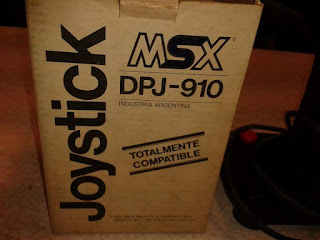 Joystick
MSX
DPJ-910
INDUSTRIA ARGENTINA
TOTALMENTE
COMPATIBLE